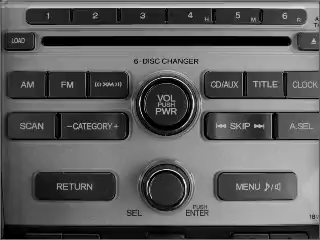 1 2 3 4 H 5 M 6 R
LOAD
6-DISC CHANGER
AM FM ((XM)) VOL PUSH PWR CD/AUX TITLE CLOCK
SCAN −CATEGORY+ SKIP A.SEL
RETURN MENU
SEL PUSH ENTER